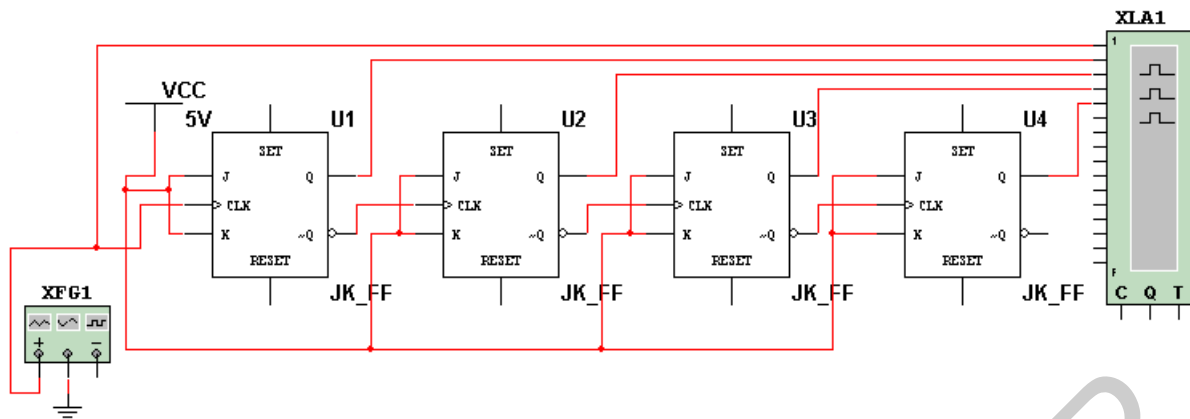 XLA1
1
VCC
5V
U1
U2
U3
U4
SET
SET
SET
SET
J
Q
J
Q
J
Q
J
Q
CLK
CLK
CLK
CLK
K
~Q
K
~Q
K
~Q
K
~Q
RESET
RESET
RESET
RESET
F
JK_FF
JK_FF
JK_FF
JK_FF
C Q T
XFG1
+
−